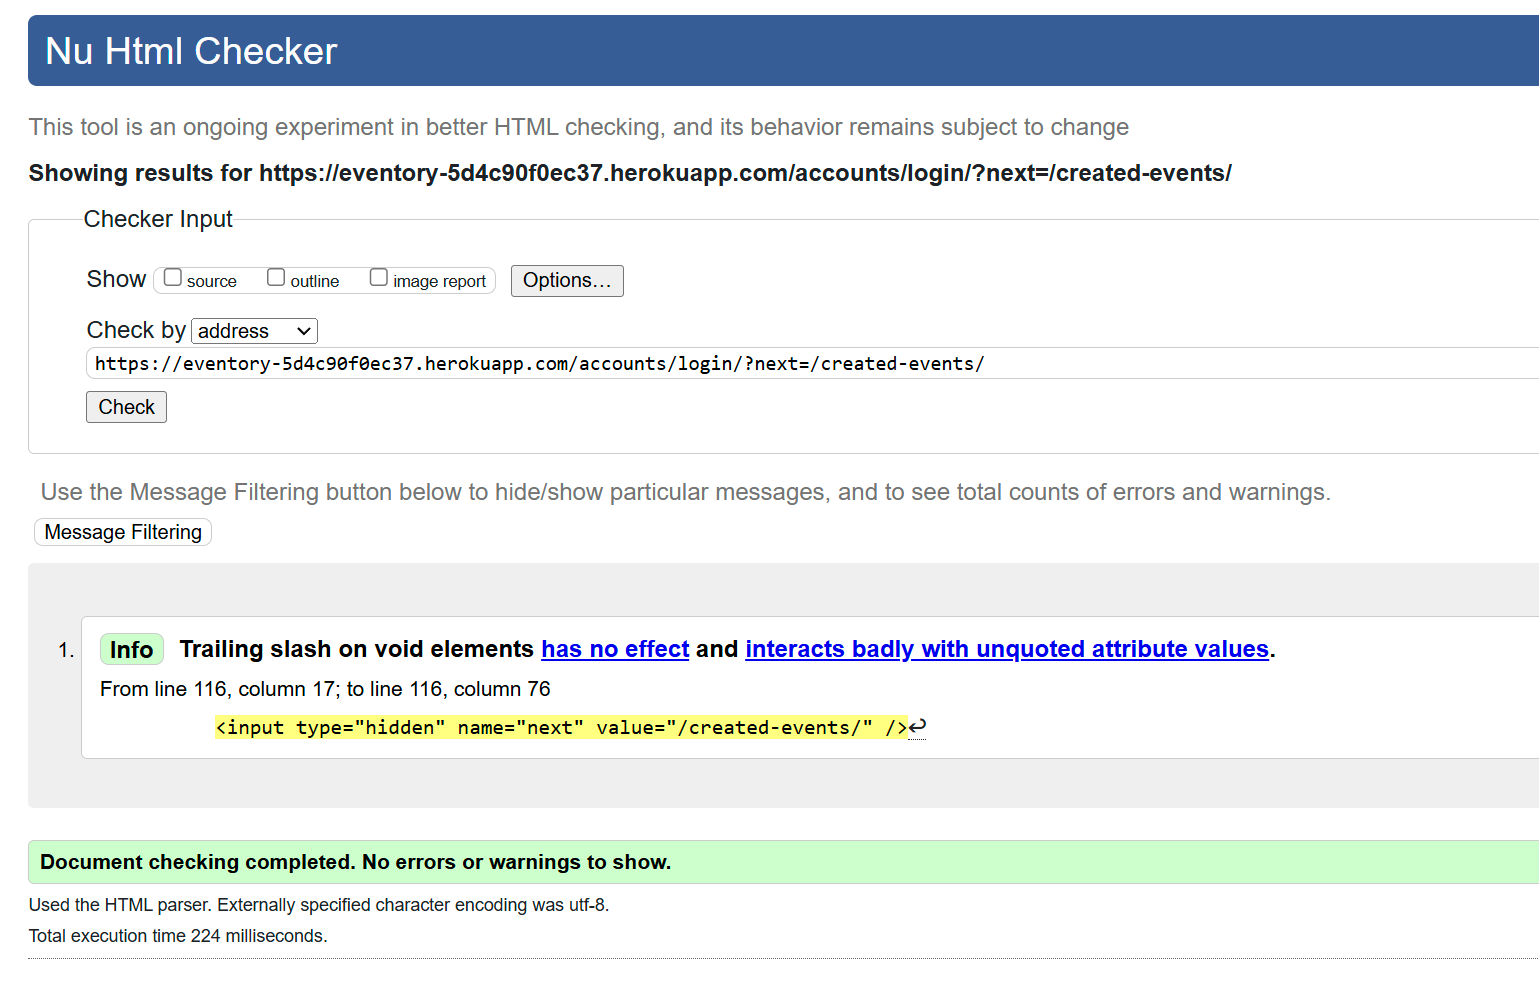 Nu Html Checker
This tool is an ongoing experiment in better HTML checking, and its behavior remains subject to change
Showing results for https://eventory-5d4c90f0ec37.herokuapp.com/accounts/login/?next=/created-events/
Checker Input
Show source outline image report Options…
Check by address
https://eventory-5d4c90f0ec37.herokuapp.com/accounts/login/?next=/created-events/
Check
Use the Message Filtering button below to hide/show particular messages, and to see total counts of errors and warnings.
Message Filtering
1. Info Trailing slash on void elements has no effect and interacts badly with unquoted attribute values.
From line 116, column 17; to line 116, column 76
<input type="hidden" name="next" value="/created-events/" />↩
Document checking completed. No errors or warnings to show.
Used the HTML parser. Externally specified character encoding was utf-8.
Total execution time 224 milliseconds.